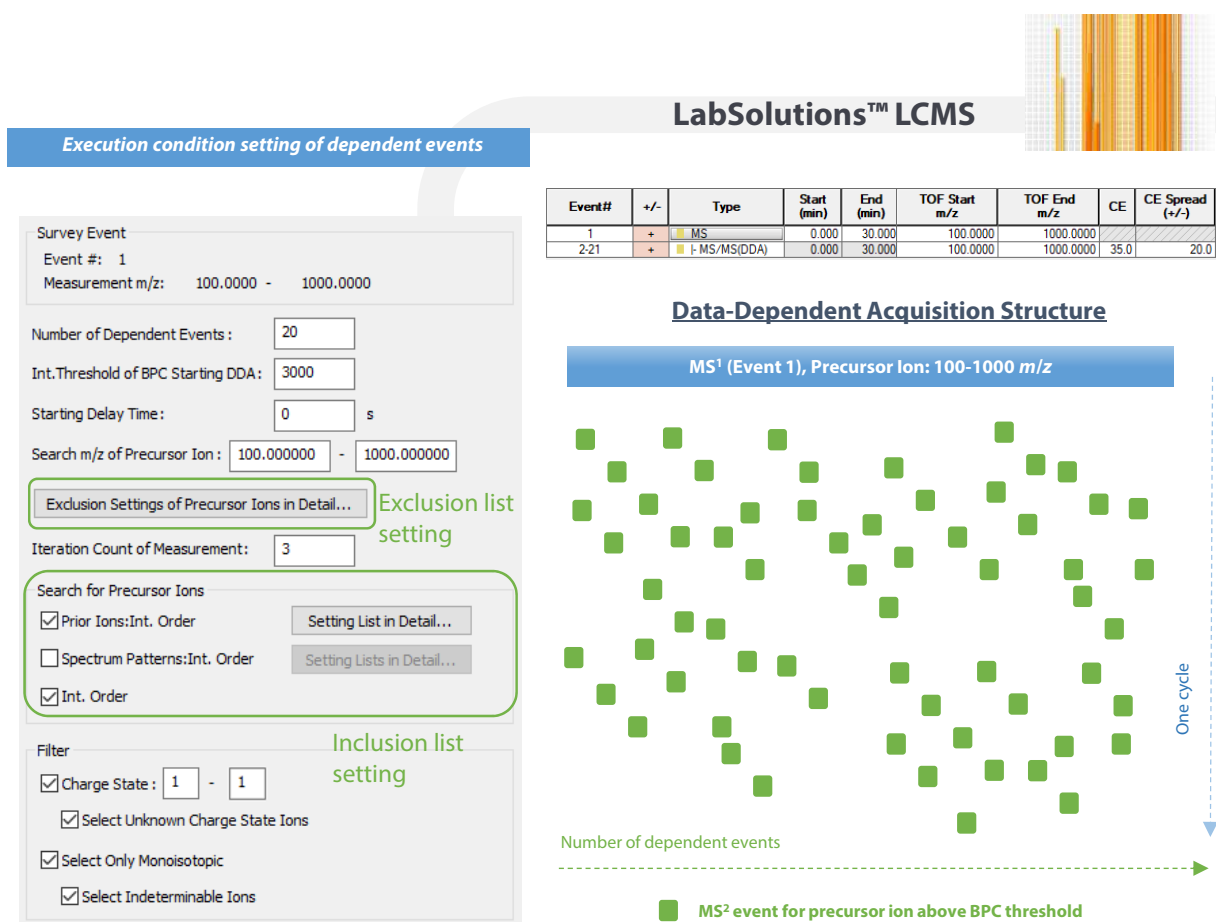 LabSolutions™ LCMS
Execution condition setting of dependent events
Survey Event
Event #: 1
Measurement m/z: 100.0000 - 1000.0000
Number of Dependent Events : 20
Int.Threshold of BPC Starting DDA: 3000
Starting Delay Time: 0 s
Search m/z of Precursor Ion : 100.000000 - 1000.000000
Exclusion Settings of Precursor Ions in Detail...
Exclusion list
setting
Iteration Count of Measurement: 3
Search for Precursor Ions
Prior Ions:Int. Order Setting List in Detail...
Spectrum Patterns:Int. Order Setting Lists in Detail...
Int. Order
Inclusion list
setting
Filter
Charge State : 1 - 1
Select Unknown Charge State Ions
Select Only Monoisotopic
Select Indeterminable Ions
Event# +/- Type Start (min) End (min) TOF Start m/z TOF End m/z CE CE Spread (+/-)
1 + MS 0.000 30.000 100.0000 1000.0000
2-21 + |- MS/MS(DDA) 0.000 30.000 100.0000 1000.0000 35.0 20.0
Data-Dependent Acquisition Structure
MS¹ (Event 1), Precursor Ion: 100-1000 m/z
One cycle
Number of dependent events
MS² event for precursor ion above BPC threshold